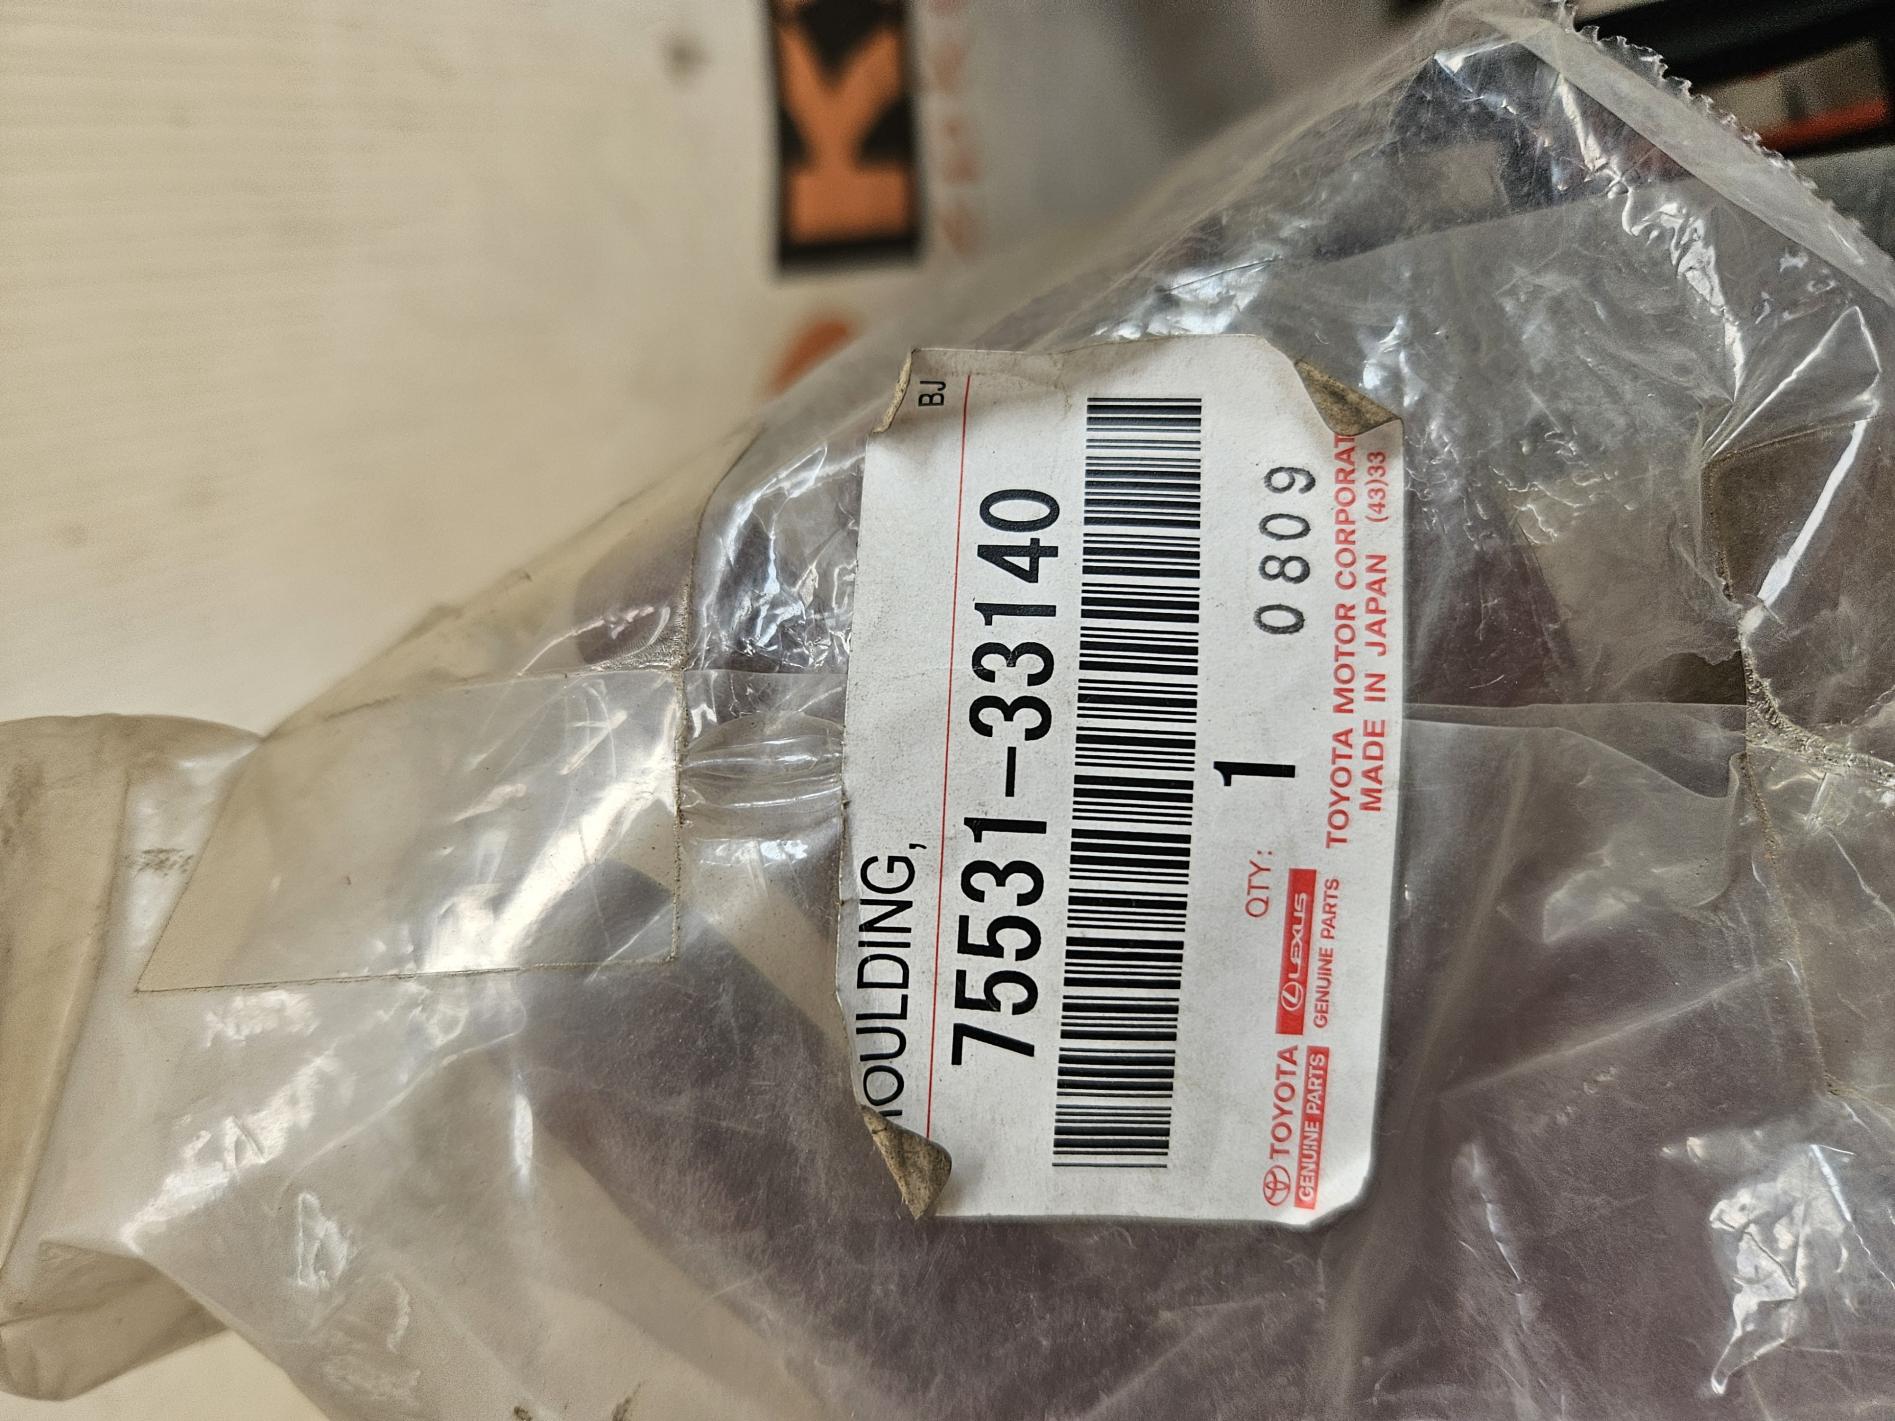 BJ
MOULDING,
75531-33140
QTY: 1
0809
TOYOTA
GENUINE PARTS
LEXUS
GENUINE PARTS
TOYOTA MOTOR CORPORAT
MADE IN JAPAN (43)33
K